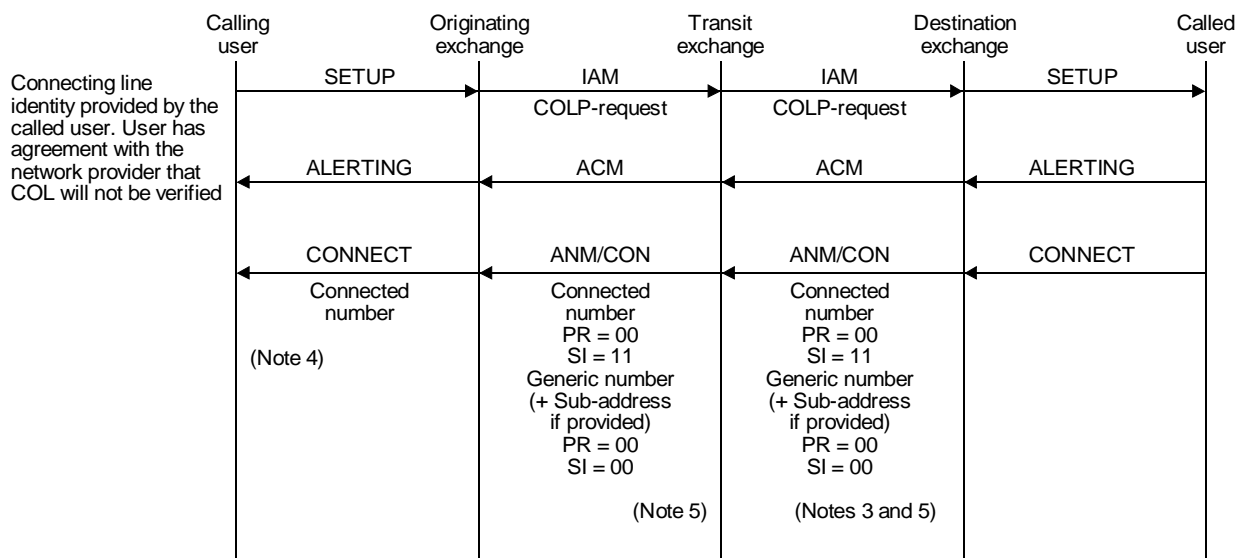 Calling
user
Originating
exchange
Transit
exchange
Destination
exchange
Called
user
Connecting line
identity provided by the
called user. User has
agreement with the
network provider that
COL will not be verified
SETUP
IAM
IAM
SETUP
COLP-request
COLP-request
ALERTING
ACM
ACM
ALERTING
CONNECT
ANM/CON
ANM/CON
CONNECT
Connected
number
(Note 4)
Connected
number
PR = 00
SI = 11
Generic number
(+ Sub-address
if provided)
PR = 00
SI = 00
(Note 5)
Connected
number
PR = 00
SI = 11
Generic number
(+ Sub-address
if provided)
PR = 00
SI = 00
(Notes 3 and 5)